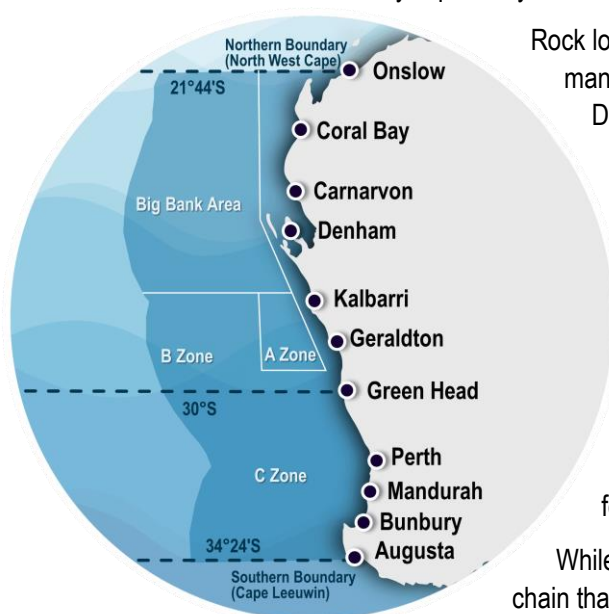 Rock lo
man
D
Northern Boundary
(North West Cape)
21°44'S
Onslow
Coral Bay
Carnarvon
Big Bank Area
Denham
Kalbarri
Geraldton
B Zone
A Zone
Green Head
30°S
Perth
C Zone
Mandurah
Bunbury
f
34°24'S
Augusta
While
Southern Boundary
(Cape Leeuwin)
chain tha